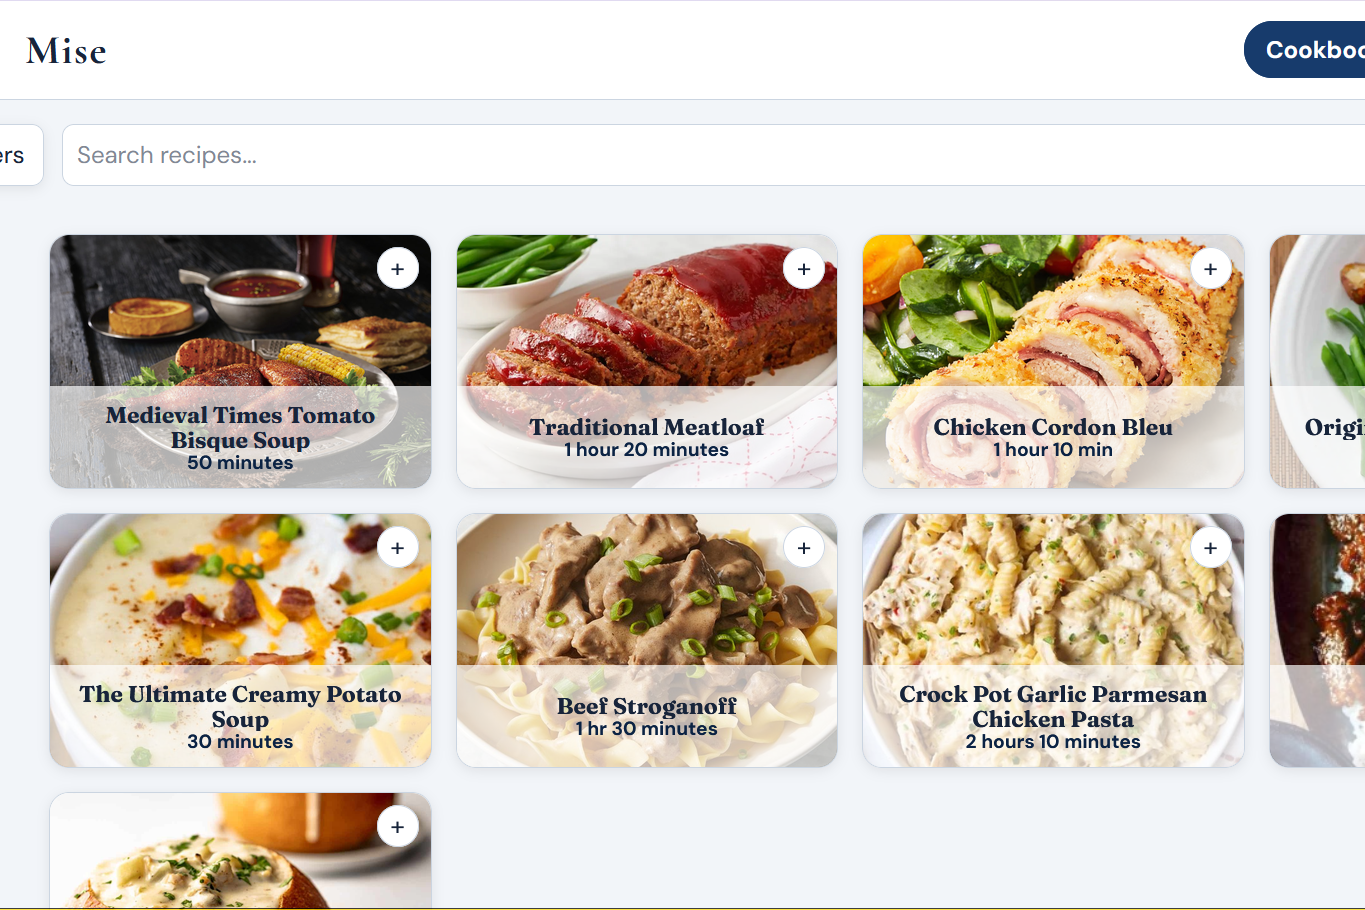 Mise
Cookboo
ers
Search recipes...
+
+
+
Medieval Times Tomato
Bisque Soup
50 minutes
Traditional Meatloaf
1 hour 20 minutes
Chicken Cordon Bleu
1 hour 10 min
Origi
+
+
+
The Ultimate Creamy Potato
Soup
30 minutes
Beef Stroganoff
1 hr 30 minutes
Crock Pot Garlic Parmesan
Chicken Pasta
2 hours 10 minutes
+